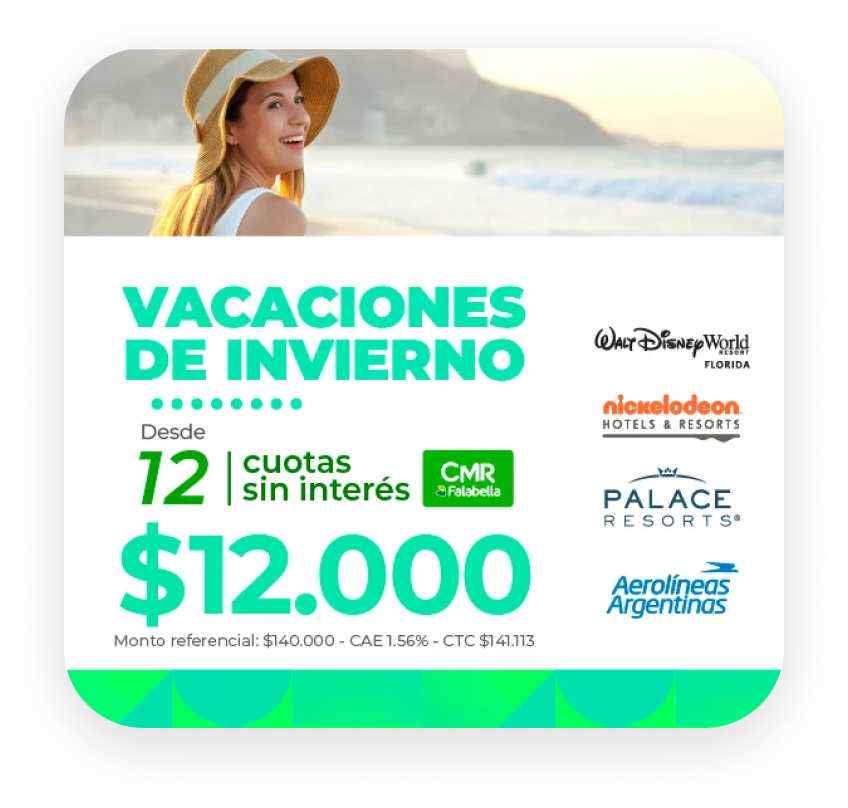 VACACIONES
DE INVIERNO
Desde
12 cuotas
sin interés
CMR
Falabella
$12.000
Monto referencial: $140.000 - CAE 1.56% - CTC $141.113
Walt Disney World
RESORT
FLORIDA
nickelodeon
HOTELS & RESORTS
PALACE
RESORTS®
Aerolíneas
Argentinas